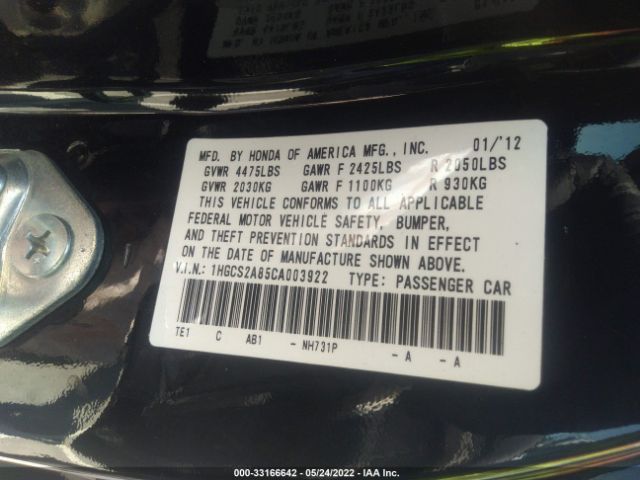 MFD. BY HONDA OF AMERICA MFG., INC. 01/'12
GVWR 4475LBS GAWR F 2425LBS R 2050LBS
GVWR 2030KG GAWR F 1100KG R 930KG
THIS VEHICLE CONFORMS TO ALL APPLICABLE
FEDERAL MOTOR VEHICLE SAFETY, BUMPER,
AND THEFT PREVENTION STANDARDS IN EFFECT
ON THE DATE OF MANUFACTURE SHOWN ABOVE.
V.I.N.: 1HGCS2A85CA003922 TYPE: PASSENGER CAR
TE1 C AB1 - NH731P - A - A
000-33166642 - 05/24/2022 - IAA Inc.